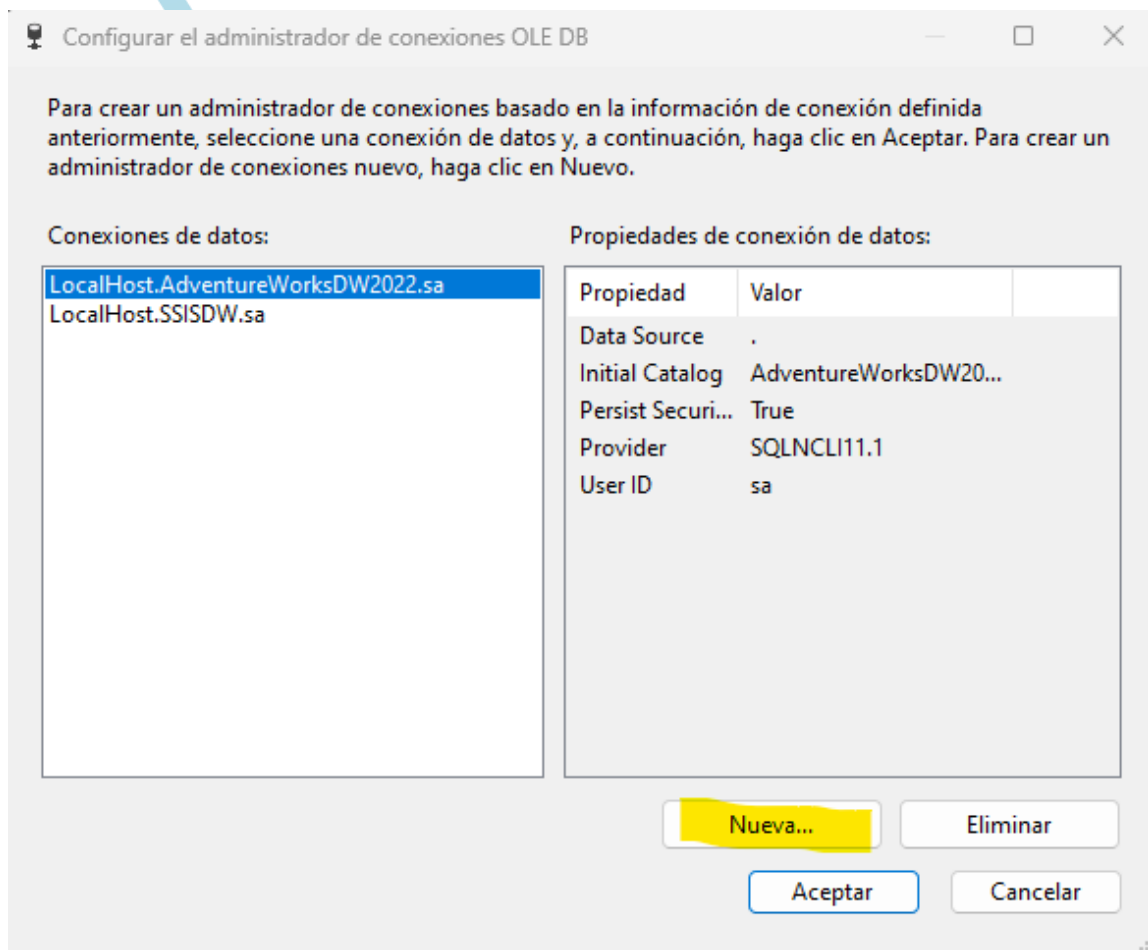 Configurar el administrador de conexiones OLE DB
Para crear un administrador de conexiones basado en la información de conexión definida
anteriormente, seleccione una conexión de datos y, a continuación, haga clic en Aceptar. Para crear un
administrador de conexiones nuevo, haga clic en Nuevo.
Conexiones de datos:
LocalHost.AdventureWorksDW2022.sa
LocalHost.SSISDW.sa
Propiedades de conexión de datos:
Propiedad Valor
Data Source .
Initial Catalog AdventureWorksDW20...
Persist Securi... True
Provider SQLNCLI11.1
User ID sa
Nueva... Eliminar
Aceptar Cancelar